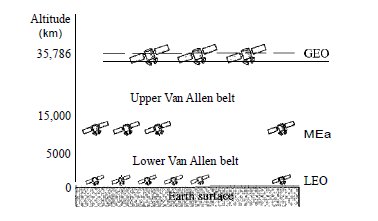 Altitude
(km)
35,786
GEO
Upper Van Allen belt
15,000
MEa
5000
Lower Van Allen belt
LEO
0
Earth surface